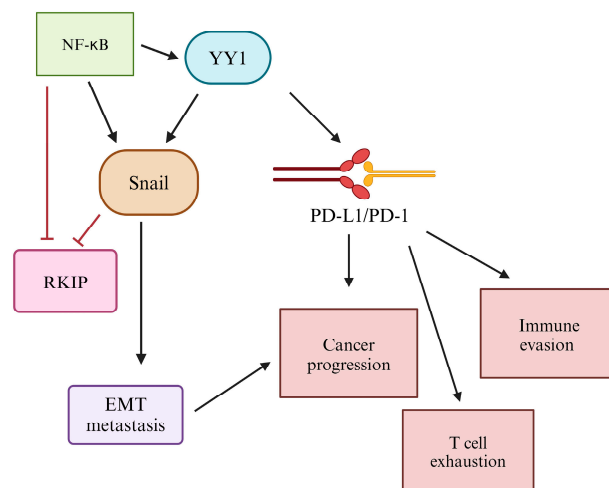 NF-κB
YY1
Snail
PD-L1/PD-1
RKIP
Cancer
progression
Immune
evasion
EMT
metastasis
T cell
exhaustion